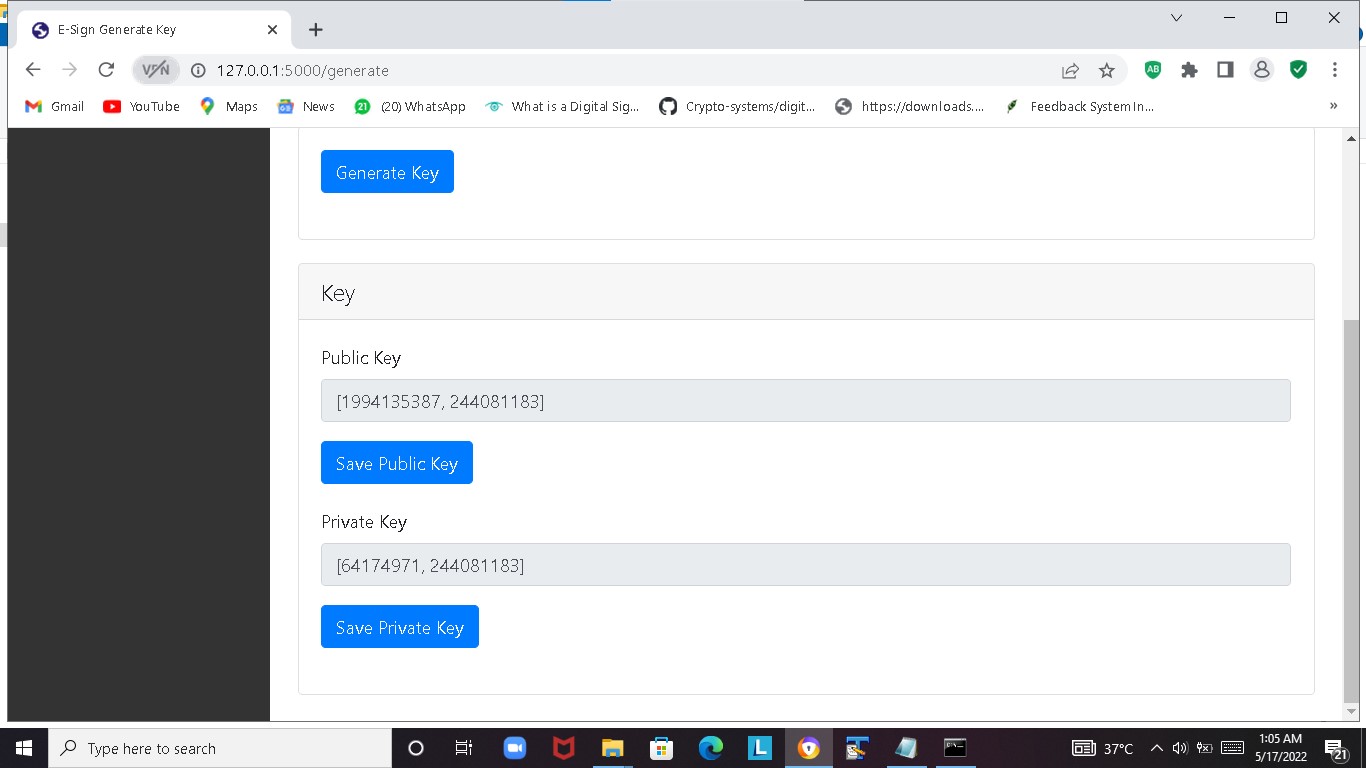 E-Sign Generate Key
VPN
127.0.0.1:5000/generate
AB
Gmail
YouTube
Maps
News
21
(20) WhatsApp
What is a Digital Sig...
Crypto-systems/digit...
https://downloads....
Feedback System In...
»
Generate Key
Key
Public Key
[1994135387, 244081183]
Save Public Key
Private Key
[64174971, 244081183]
Save Private Key
Type here to search
L
37°C
1:05 AM
5/17/2022
21